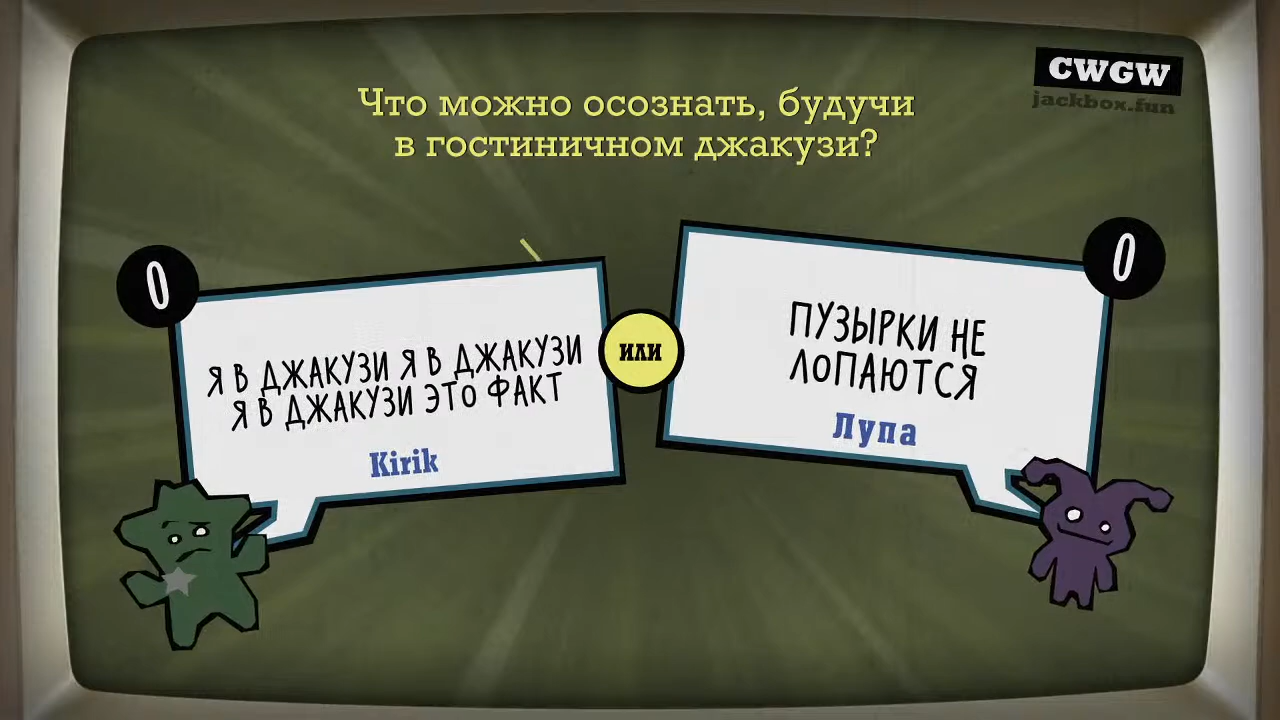 CWGW
jackbox.fun
Что можно осознать, будучи
в гостиничном джакузи?
0
0
Я В ДЖАКУЗИ Я В ДЖАКУЗИ
Я В ДЖАКУЗИ ЭТО ФАКТ
Kirik
ИЛИ
ПУЗЫРКИ НЕ
ЛОПАЮТСЯ
Лупа